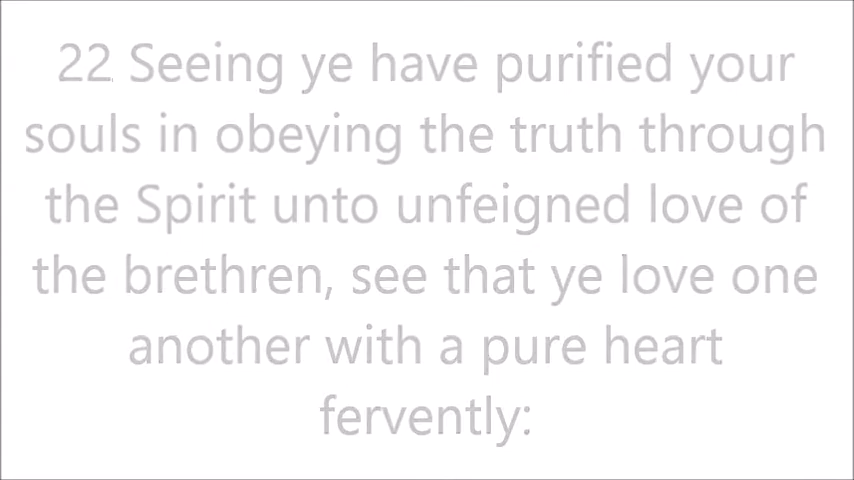 22 Seeing ye have purified your
souls in obeying the truth through
the Spirit unto unfeigned love of
the brethren, see that ye love one
another with a pure heart
fervently: